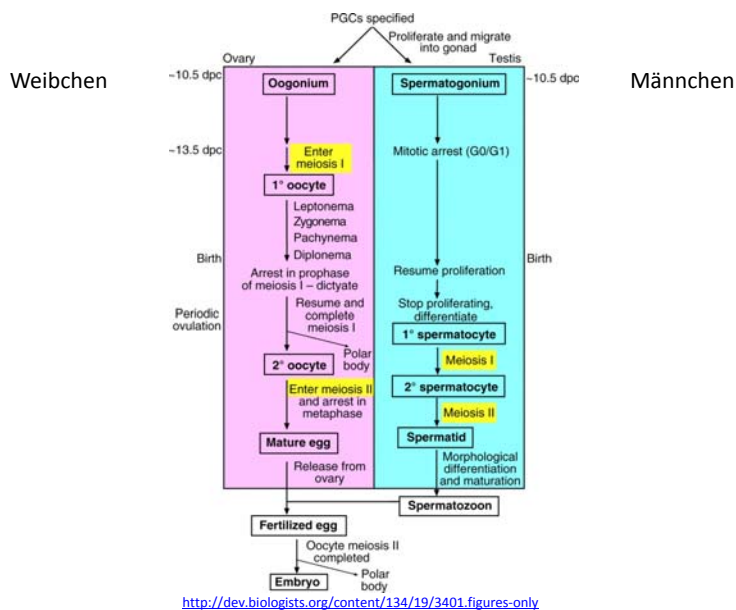 PGCs specified
Proliferate and migrate
into gonad
Ovary
Testis
Weibchen
Männchen
~10.5 dpc
Oogonium
Spermatogonium
~10.5 dpc
~13.5 dpc
Enter
meiosis I
Mitotic arrest (G0/G1)
1° oocyte
Leptonema
Zygonema
Pachynema
Diplonema
Birth
Arrest in prophase
of meiosis I – dictyate
Resume proliferation
Birth
Periodic
ovulation
Resume and
complete
meiosis I
Stop proliferating,
differentiate
1° spermatocyte
Polar
body
Meiosis I
2° oocyte
2° spermatocyte
Enter meiosis II
and arrest in
metaphase
Meiosis II
Mature egg
Spermatid
Release from
ovary
Morphological
differentiation
and maturation
Spermatozoon
Fertilized egg
Oocyte meiosis II
completed
Embryo
Polar
body
http://dev.biologists.org/content/134/19/3401.figures-only